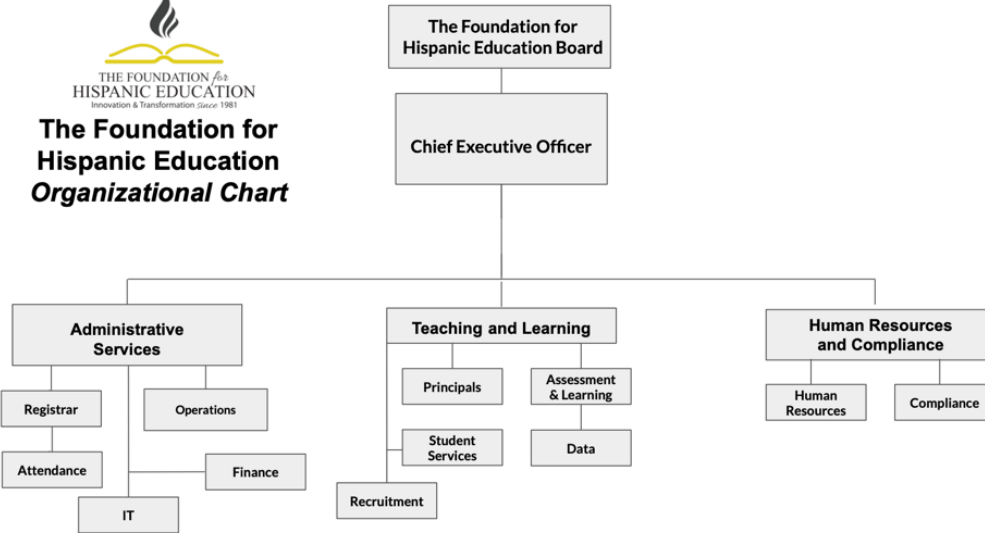 THE FOUNDATION for
HISPANIC EDUCATION
Innovation & Transformation since 1981
The Foundation for
Hispanic Education
Organizational Chart
The Foundation for
Hispanic Education Board
Chief Executive Officer
Administrative
Services
Registrar
Operations
Attendance
Finance
IT
Teaching and Learning
Principals
Assessment
& Learning
Student
Services
Data
Recruitment
Human Resources
and Compliance
Human
Resources
Compliance